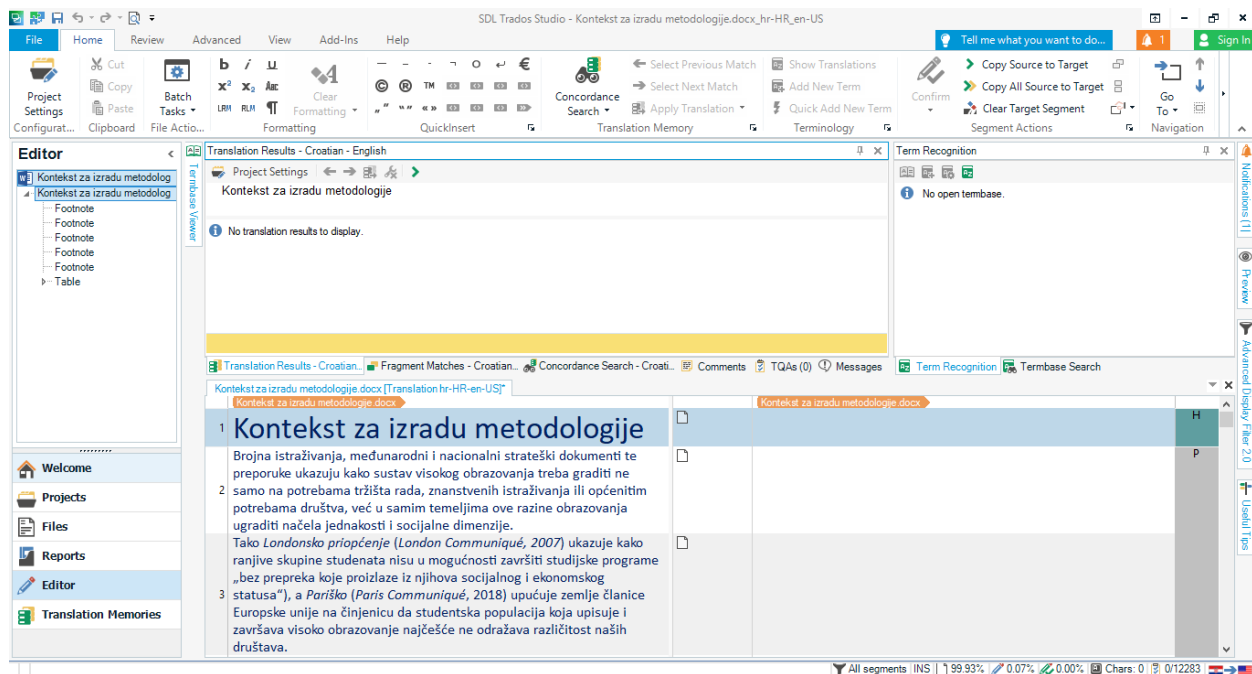 SDL Trados Studio - Kontekst za izradu metodologije.docx_hr-HR_en-US
File Home Review Advanced View Add-Ins Help Tell me what you want to do... 1 Sign In
Project Settings
Cut
Copy
Paste
Batch Tasks
b i u
x² x₂ ABC
LRM RLM ¶
Clear Formatting
© ® TM €
Concordance Search
Select Previous Match
Select Next Match
Apply Translation
Show Translations
Add New Term
Quick Add New Term
Confirm
Copy Source to Target
Copy All Source to Target
Clear Target Segment
Go To
Configurat... Clipboard File Actio... Formatting QuickInsert Translation Memory Terminology Segment Actions Navigation
Editor
Kontekst za izradu metodolog
Kontekst za izradu metodolog
Footnote
Footnote
Footnote
Footnote
Footnote
Table
Welcome
Projects
Files
Reports
Editor
Translation Memories
Termbase Viewer
Translation Results - Croatian - English
Project Settings
Kontekst za izradu metodologije
No translation results to display.
Translation Results - Croatian... Fragment Matches - Croatian... Concordance Search - Croati... Comments TQAs (0) Messages
Term Recognition
No open termbase.
Term Recognition Termbase Search
Notifications (1)
Preview
Advanced Display Filter 2.0
Useful Tips
Kontekst za izradu metodologije.docx [Translation hr-HR-en-US]*
Kontekst za izradu metodologije.docx Kontekst za izradu metodologije.docx
1 Kontekst za izradu metodologije H
Brojna istraživanja, međunarodni i nacionalni strateški dokumenti te P
preporuke ukazuju kako sustav visokog obrazovanja treba graditi ne
2 samo na potrebama tržišta rada, znanstvenih istraživanja ili općenitim
potrebama društva, već u samim temeljima ove razine obrazovanja
ugraditi načela jednakosti i socijalne dimenzije.
Tako Londonsko priopćenje (London Communiqué, 2007) ukazuje kako
ranjive skupine studenata nisu u mogućnosti završiti studijske programe
„bez prepreka koje proizlaze iz njihova socijalnog i ekonomskog
3 statusa“), a Pariško (Paris Communiqué, 2018) upućuje zemlje članice
Europske unije na činjenicu da studentska populacija koja upisuje i
završava visoko obrazovanje najčešće ne odražava različitost naših
društava.
All segments INS 99.93% 0.07% 0.00% Chars: 0 0/12283